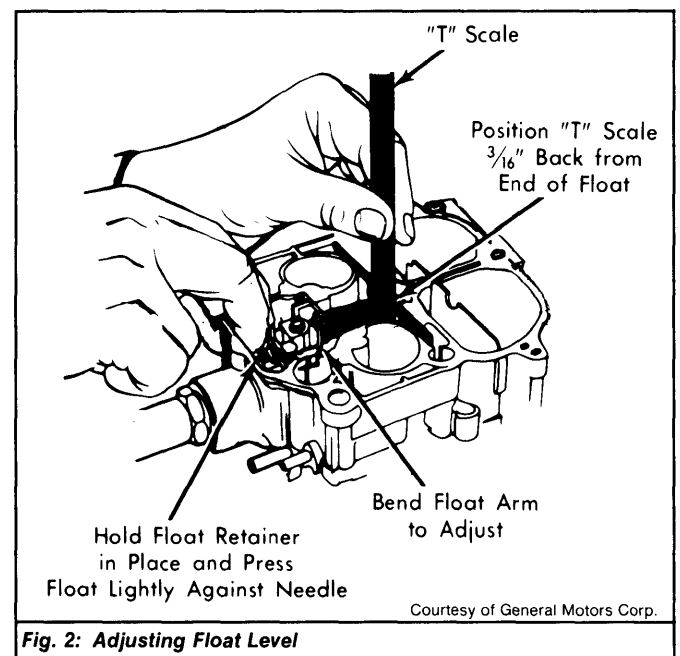 "T" Scale
Position "T" Scale
3/16" Back from
End of Float
Bend Float Arm
to Adjust
Hold Float Retainer
in Place and Press
Float Lightly Against Needle
Courtesy of General Motors Corp.
Fig. 2: Adjusting Float Level